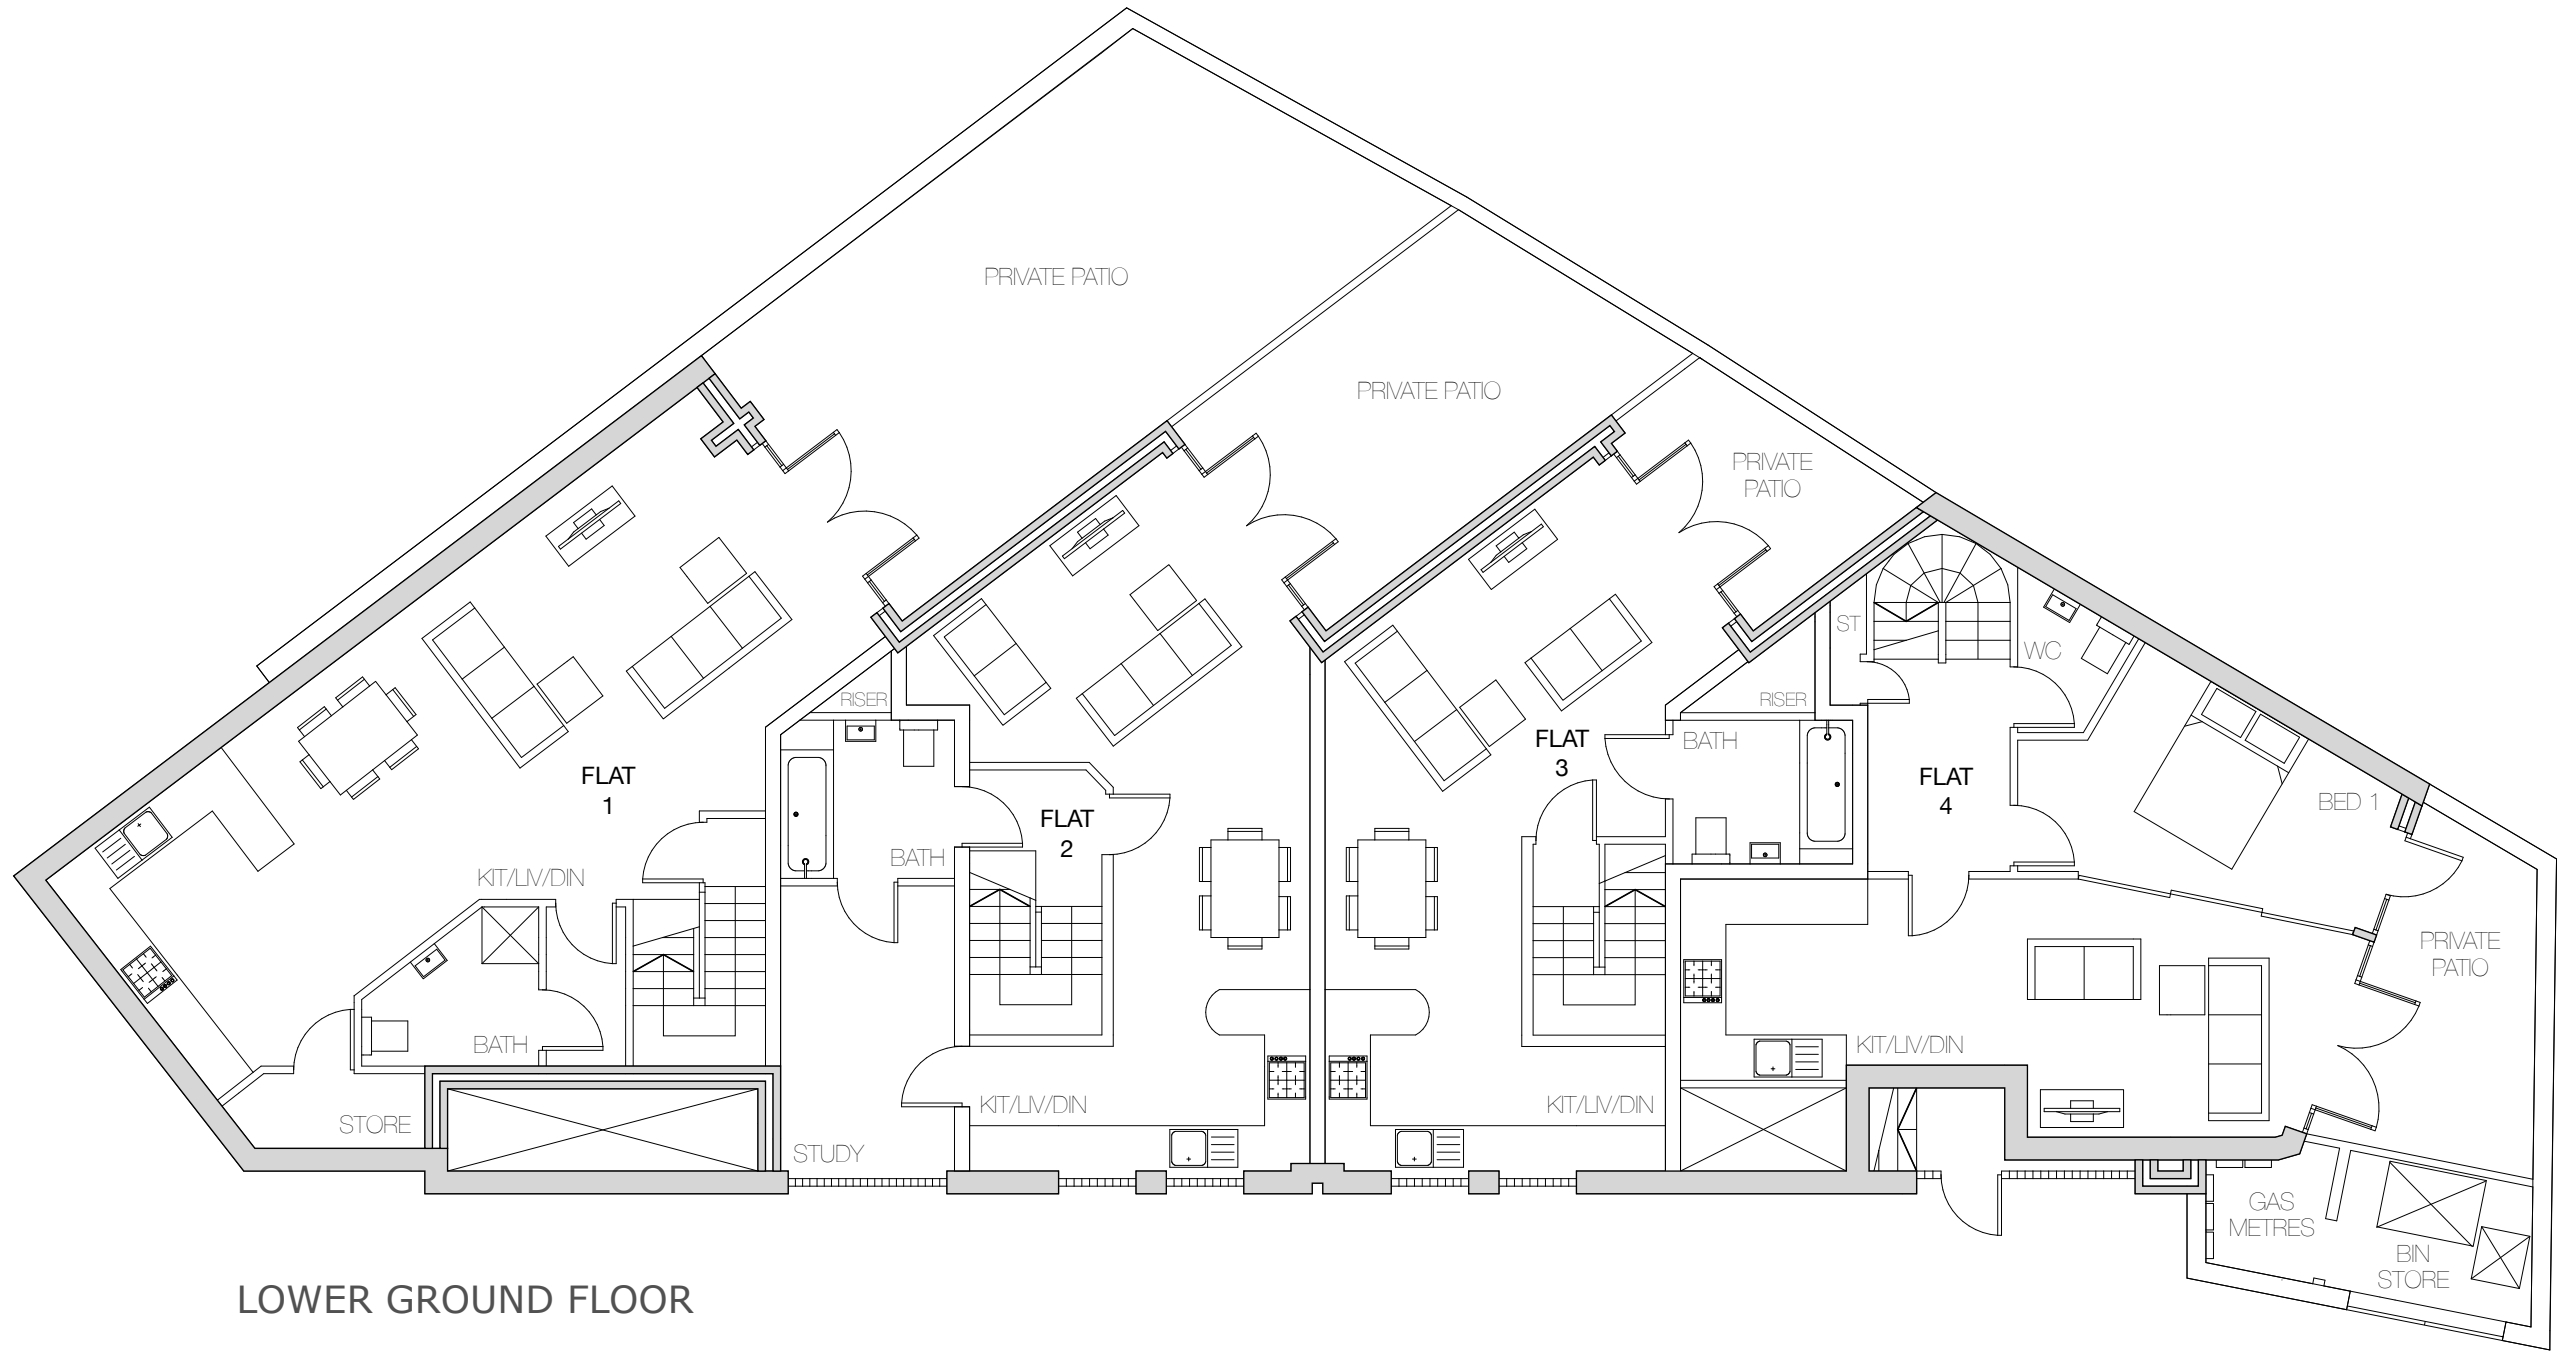 PRIVATE PATIO
PRIVATE PATIO
PRIVATE
PATIO
ST
WC
RISER
RISER
FLAT
3
BATH
FLAT
1
FLAT
4
BED 1
FLAT
2
BATH
KIT/LIV/DIN
PRIVATE
PATIO
BATH
KIT/LIV/DIN
KIT/LIV/DIN
KIT/LIV/DIN
STORE
STUDY
GAS
METRES
BIN
STORE
LOWER GROUND FLOOR